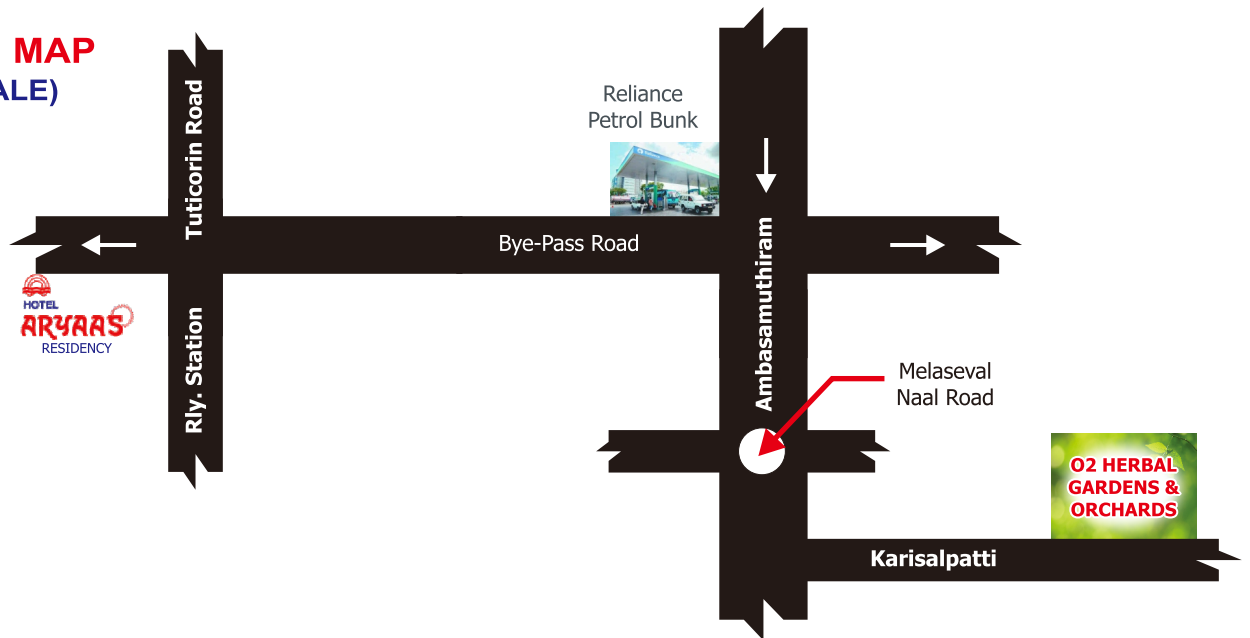 MAP
ALE)
Tuticorin Road
Reliance
Petrol Bunk
Bye-Pass Road
Ambasamuthiram
HOTEL
ARYAAS
RESIDENCY
Rly. Station
Melaseval
Naal Road
O2 HERBAL
GARDENS &
ORCHARDS
Karisalpatti